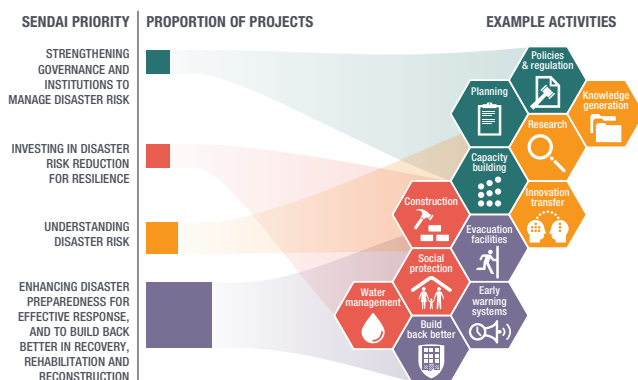 SENDAI PRIORITY
PROPORTION OF PROJECTS
EXAMPLE ACTIVITIES
STRENGTHENING
GOVERNANCE AND
INSTITUTIONS TO
MANAGE DISASTER RISK
INVESTING IN DISASTER
RISK REDUCTION
FOR RESILIENCE
UNDERSTANDING
DISASTER RISK
ENHANCING DISASTER
PREPAREDNESS FOR
EFFECTIVE RESPONSE,
AND TO BUILD BACK
BETTER IN RECOVERY,
REHABILITATION AND
RECONSTRUCTION
Policies
& regulation
Planning
Knowledge
generation
Research
Capacity
building
Construction
Innovation
transfer
Evacuation
facilities
Social
protection
Water
management
Early
warning
systems
Build
back better